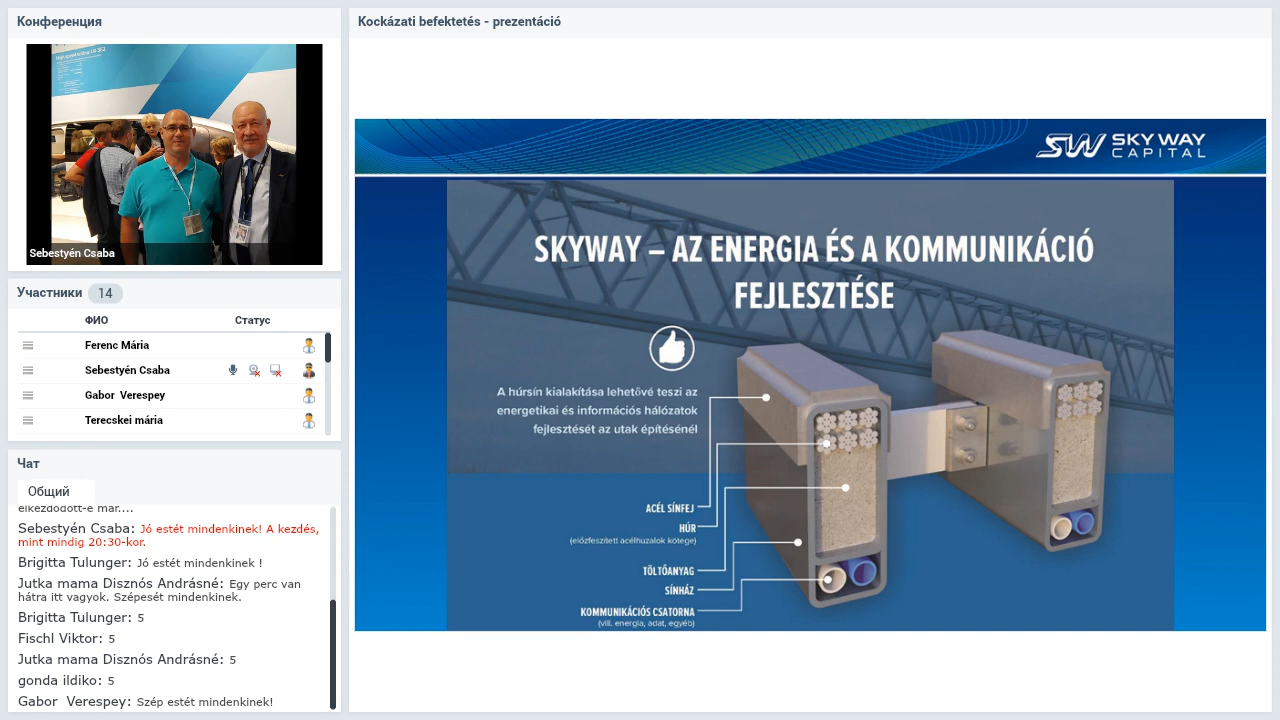 Конференция
Sebestyén Csaba
Участники 14
ФИО Статус
Ferenc Mária
Sebestyén Csaba
Gabor Verespey
Terecskei mária
Чат
Общий
elkezdődött-e már....
Sebestyén Csaba: Jó estét mindenkinek! A kezdés,
mint mindig 20:30-kor.
Brigitta Tulunger: Jó estét mindenkinek !
Jutka mama Disznós Andrásné: Egy perc van
hátra itt vagyok. Szépesét mindenkinek.
Brigitta Tulunger: 5
Fischl Viktor: 5
Jutka mama Disznós Andrásné: 5
gonda ildiko: 5
Gabor Verespey: Szép estét mindenkinek!
Kockázati befektetés - prezentáció
SW SKY WAY
CAPITAL
SKYWAY – AZ ENERGIA ÉS A KOMMUNIKÁCIÓ
FEJLESZTÉSE
A húrsín kialakítása lehetővé teszi az
energetikai és információs hálózatok
fejlesztését az utak építésénél
ACÉL SÍNFEJ
HÚR
(előzfeszített acélhuzalok kötege)
TÖLTŐANYAG
SÍNHÁZ
KOMMUNIKÁCIÓS CSATORNA
(vill. energia, adat, egyéb)